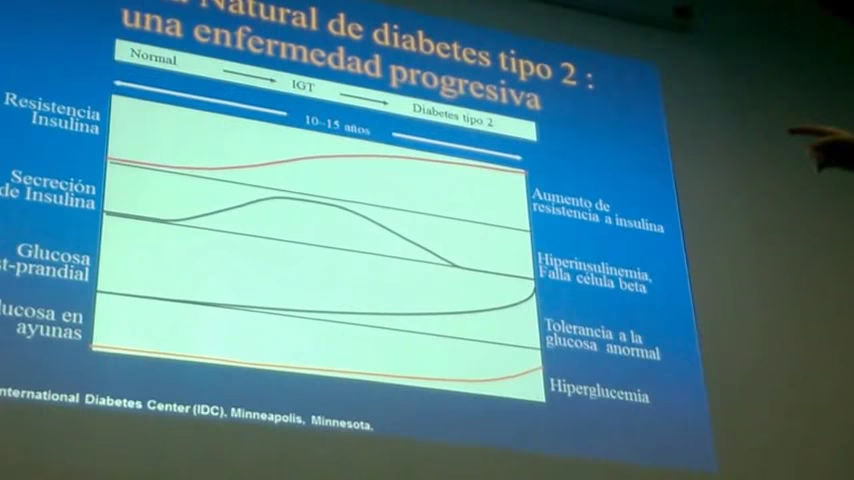 Natural de diabetes tipo 2 :
una enfermedad progresiva
Normal
IGT
Diabetes tipo 2
10–15 años
Resistencia
Insulina
Secreción
de Insulina
Glucosa
st-prandial
lucosa en
ayunas
Aumento de
resistencia a insulina
Hiperinsulinemia,
Falla célula beta
Tolerancia a la
glucosa anormal
Hiperglucemia
nternational Diabetes Center (IDC), Minneapolis, Minnesota.